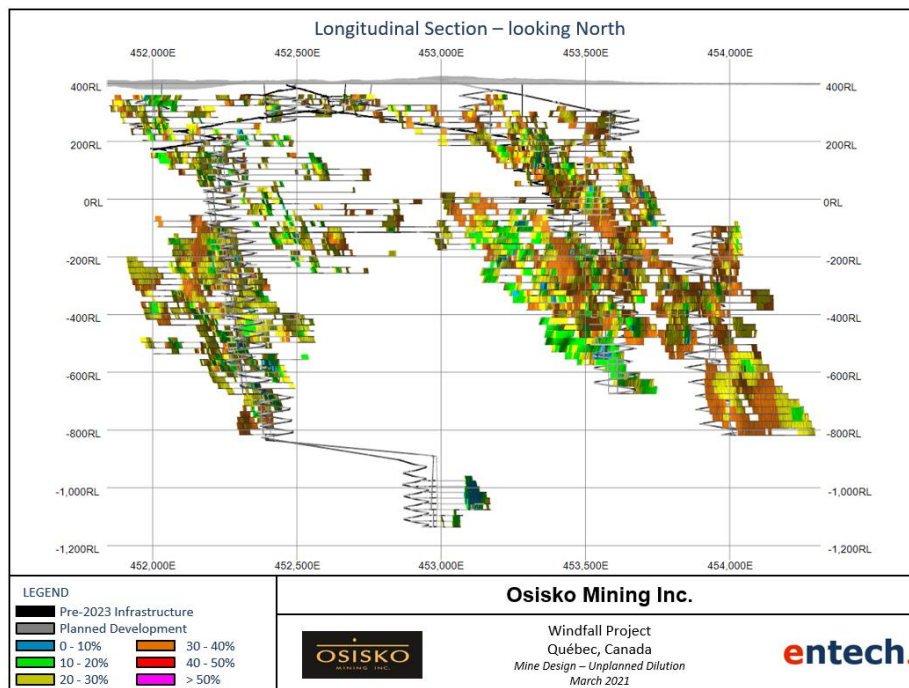 Longitudinal Section – looking North
452,000E 452,500E 453,000E 453,500E 454,000E
400RL 400RL
200RL 200RL
0RL 0RL
-200RL -200RL
-400RL -400RL
-600RL -600RL
-800RL -800RL
-1,000RL -1,000RL
-1,200RL -1,200RL
452,000E 452,500E 453,000E 453,500E 454,000E
LEGEND
Pre-2023 Infrastructure
Planned Development
0 - 10% 30 - 40%
10 - 20% 40 - 50%
20 - 30% > 50%
Osisko Mining Inc.
OSISKO
MINING INC.
Windfall Project
Québec, Canada
Mine Design – Unplanned Dilution
March 2021
entech.